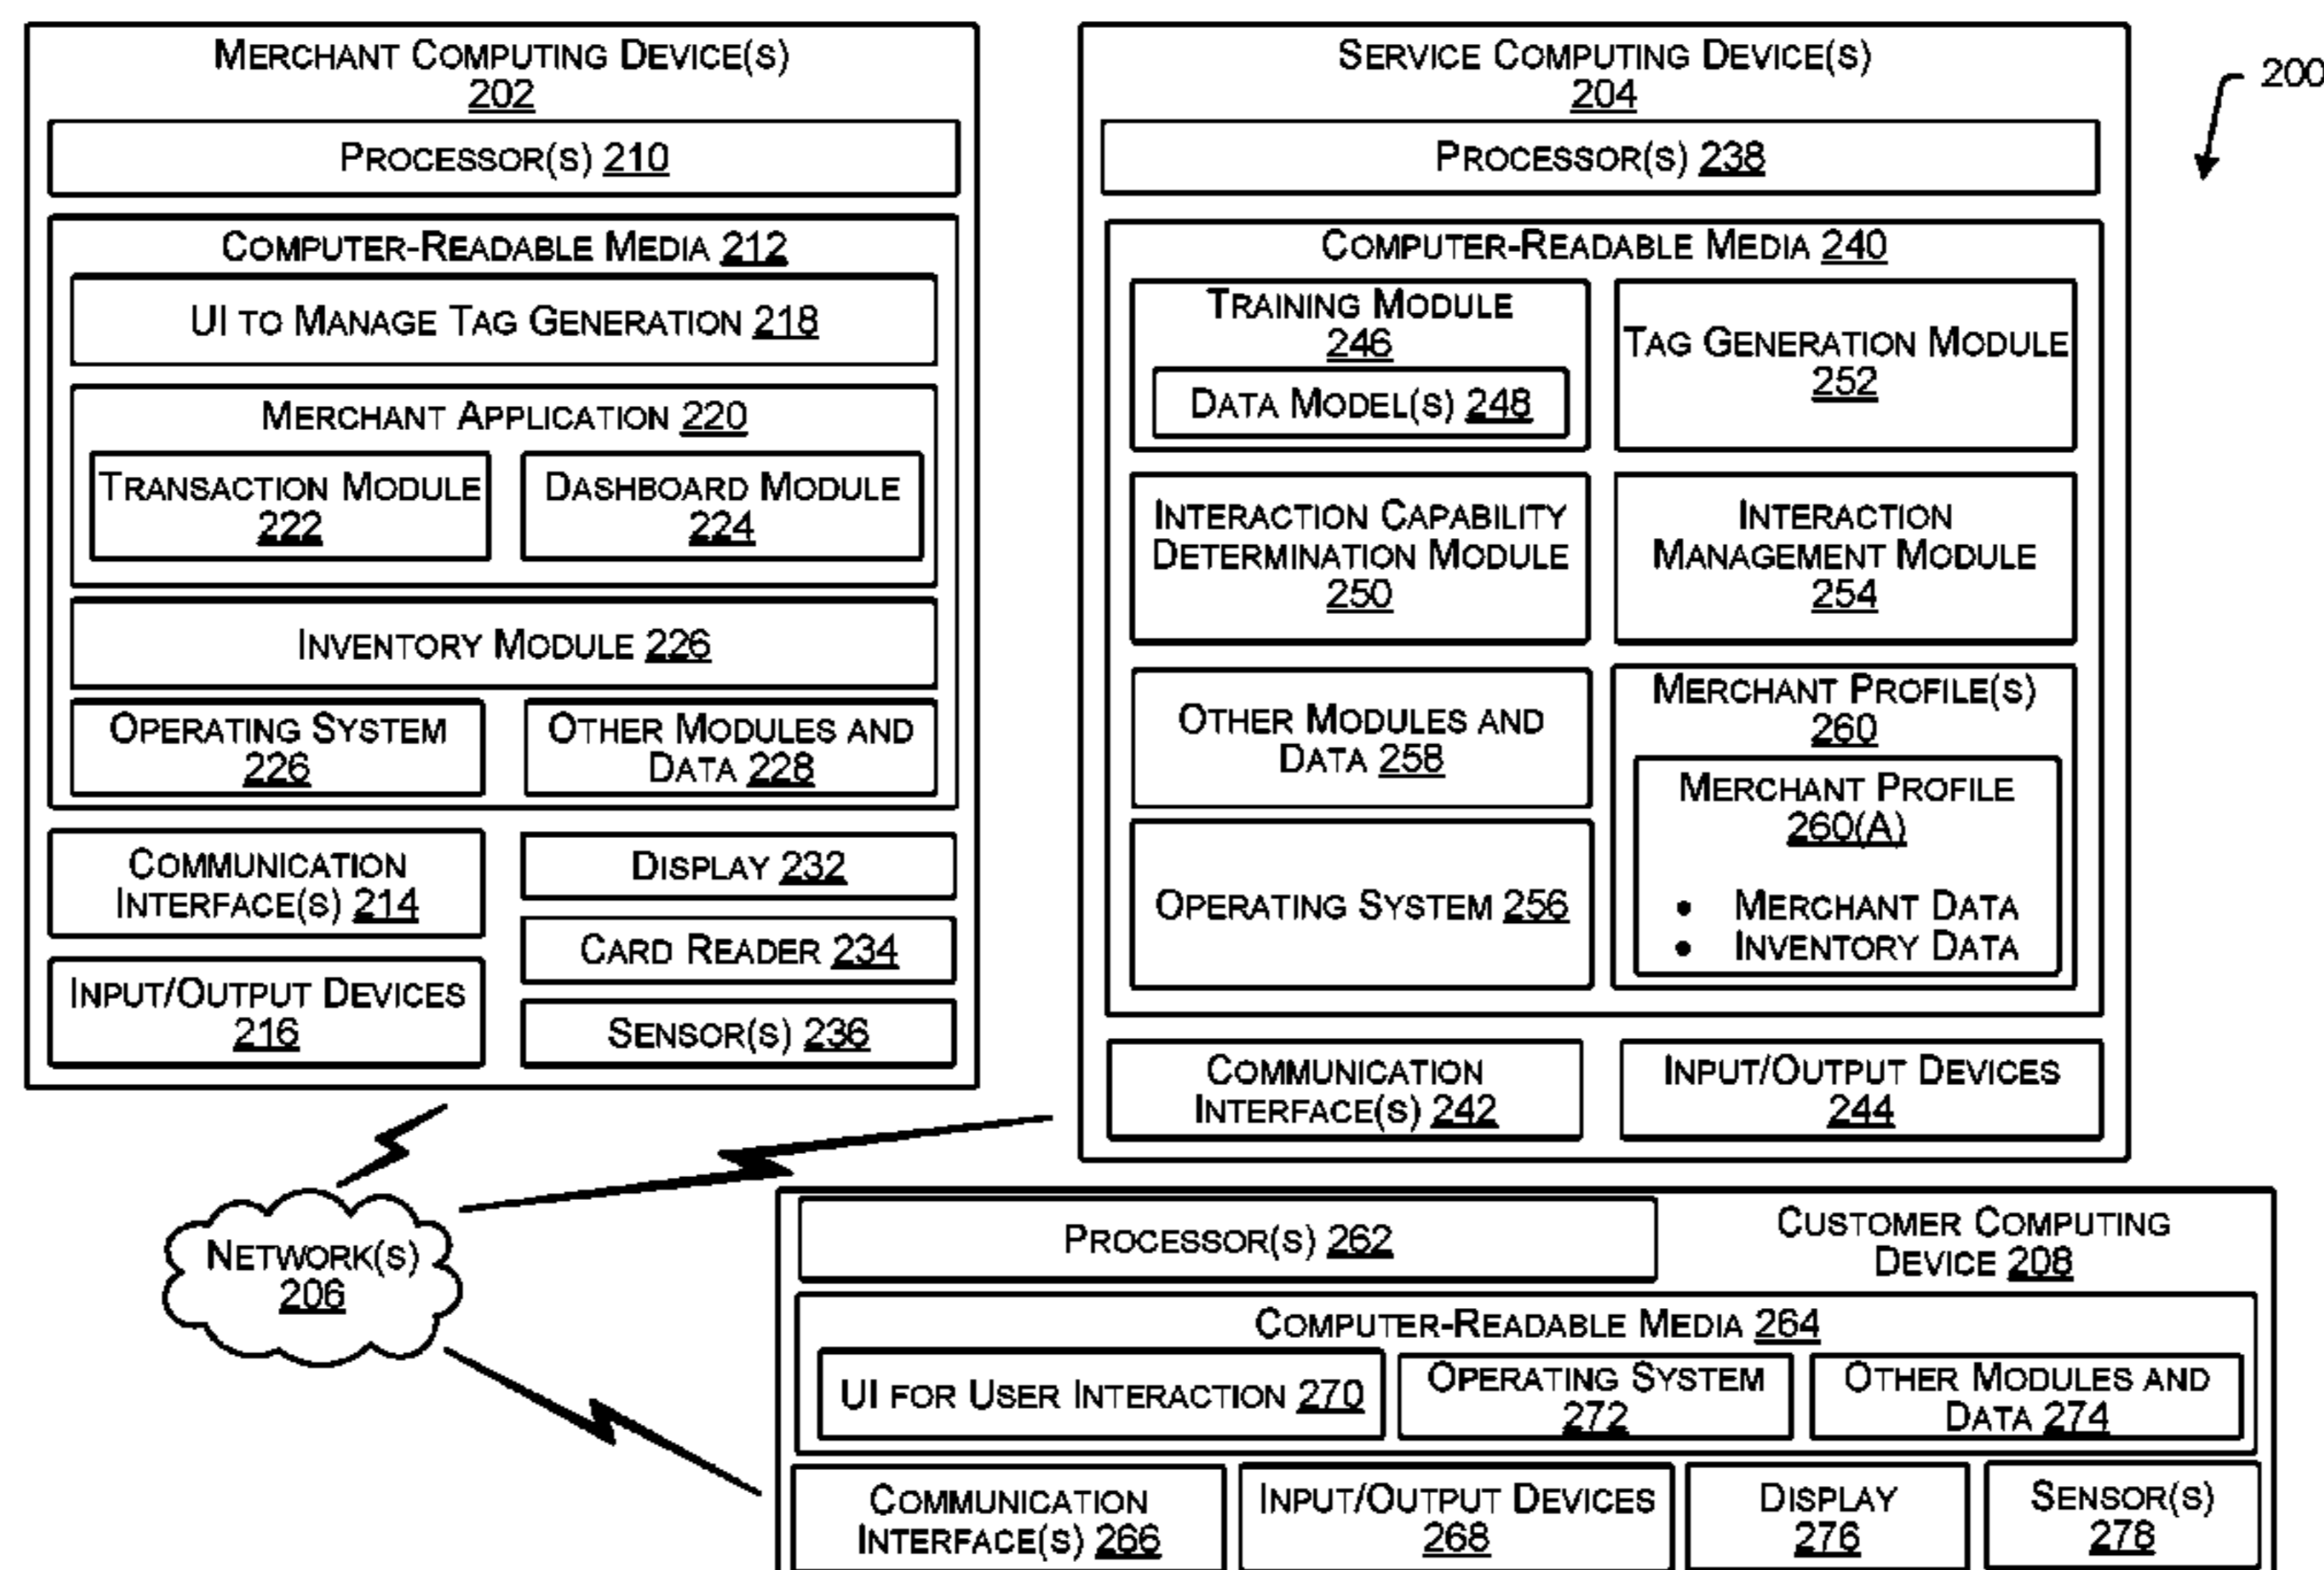 MERCHANT COMPUTING DEVICE(S)
202
PROCESSOR(S) 210
COMPUTER-READABLE MEDIA 212
UI TO MANAGE TAG GENERATION 218
MERCHANT APPLICATION 220
TRANSACTION MODULE
222
DASHBOARD MODULE
224
INVENTORY MODULE 226
OPERATING SYSTEM
226
OTHER MODULES AND
DATA 228
COMMUNICATION
INTERFACE(S) 214
DISPLAY 232
CARD READER 234
INPUT/OUTPUT DEVICES
216
SENSOR(S) 236
SERVICE COMPUTING DEVICE(S)
204
200
PROCESSOR(S) 238
COMPUTER-READABLE MEDIA 240
TRAINING MODULE
246
DATA MODEL(S) 248
TAG GENERATION MODULE
252
INTERACTION CAPABILITY
DETERMINATION MODULE
250
INTERACTION
MANAGEMENT MODULE
254
OTHER MODULES AND
DATA 258
OPERATING SYSTEM 256
MERCHANT PROFILE(S)
260
MERCHANT PROFILE
260(A)
• MERCHANT DATA
• INVENTORY DATA
COMMUNICATION
INTERFACE(S) 242
INPUT/OUTPUT DEVICES
244
NETWORK(S)
206
PROCESSOR(S) 262
CUSTOMER COMPUTING
DEVICE 208
COMPUTER-READABLE MEDIA 264
UI FOR USER INTERACTION 270
OPERATING SYSTEM
272
OTHER MODULES AND
DATA 274
COMMUNICATION
INTERFACE(S) 266
INPUT/OUTPUT DEVICES
268
DISPLAY
276
SENSOR(S)
278